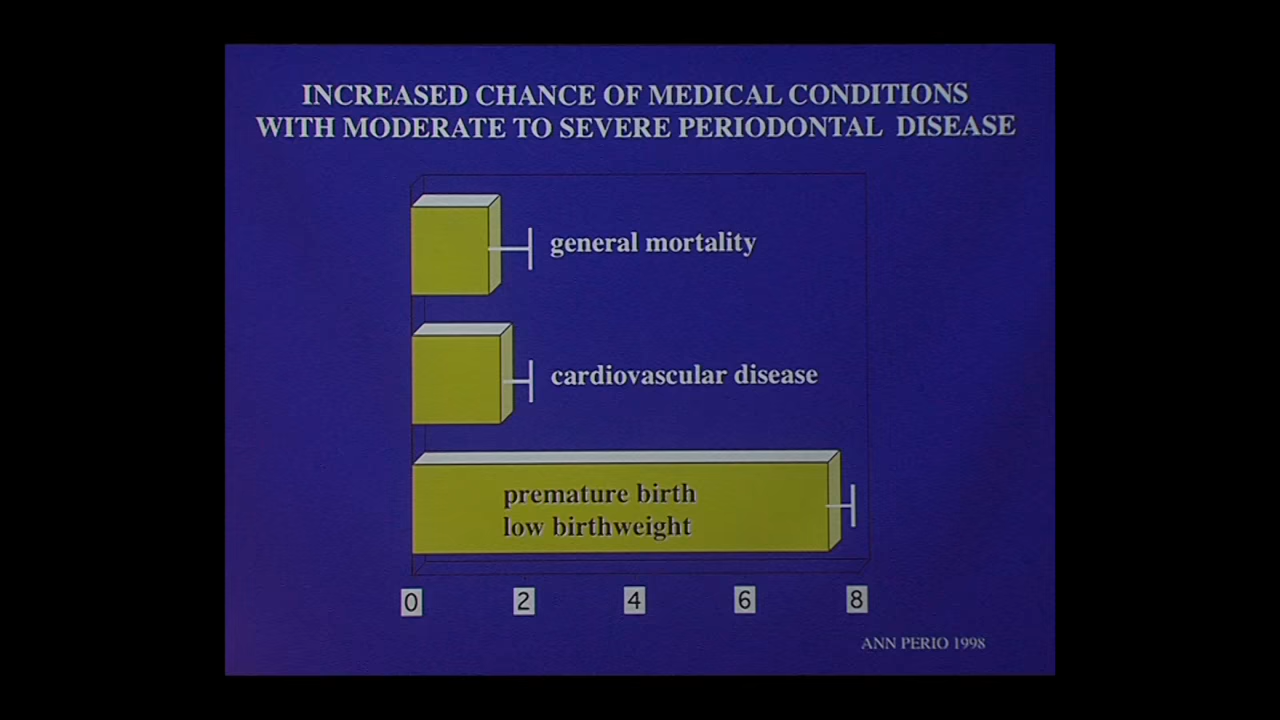 INCREASED CHANCE OF MEDICAL CONDITIONS
WITH MODERATE TO SEVERE PERIODONTAL DISEASE
general mortality
cardiovascular disease
premature birth
low birthweight
0 2 4 6 8
ANN PERIO 1998